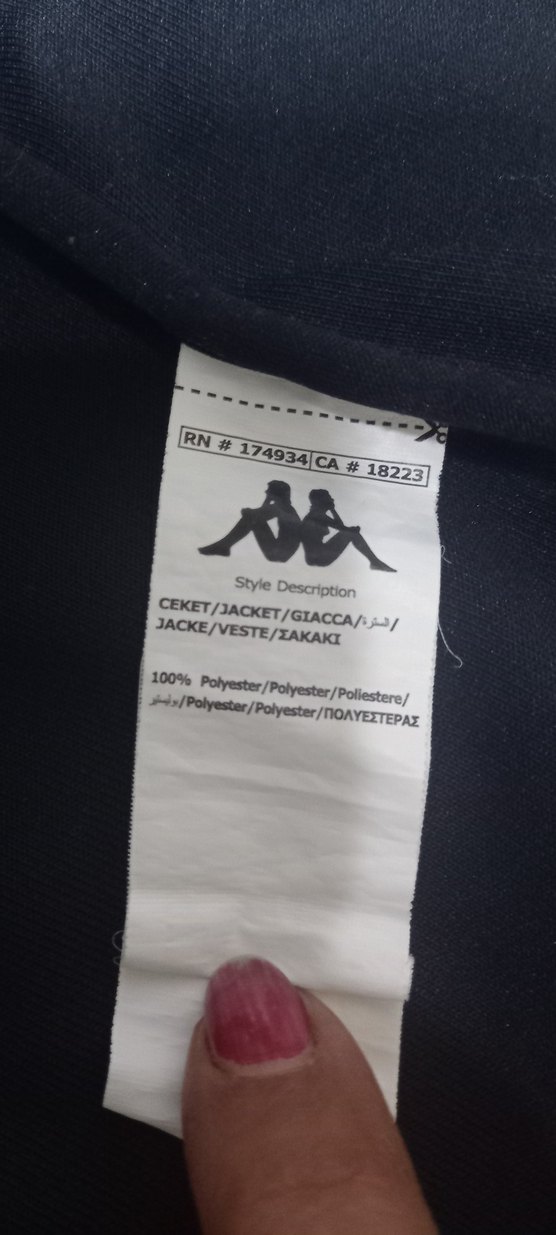 RN # 174934 CA # 18223
Style Description
CEKET/JACKET/GIACCA/السترة/
JACKE/VESTE/ΣΑΚΑΚΙ
100% Polyester/Polyester/Poliestere/
بوليستير/Polyester/Polyester/ΠΟΛΥΕΣΤΕΡΑΣ